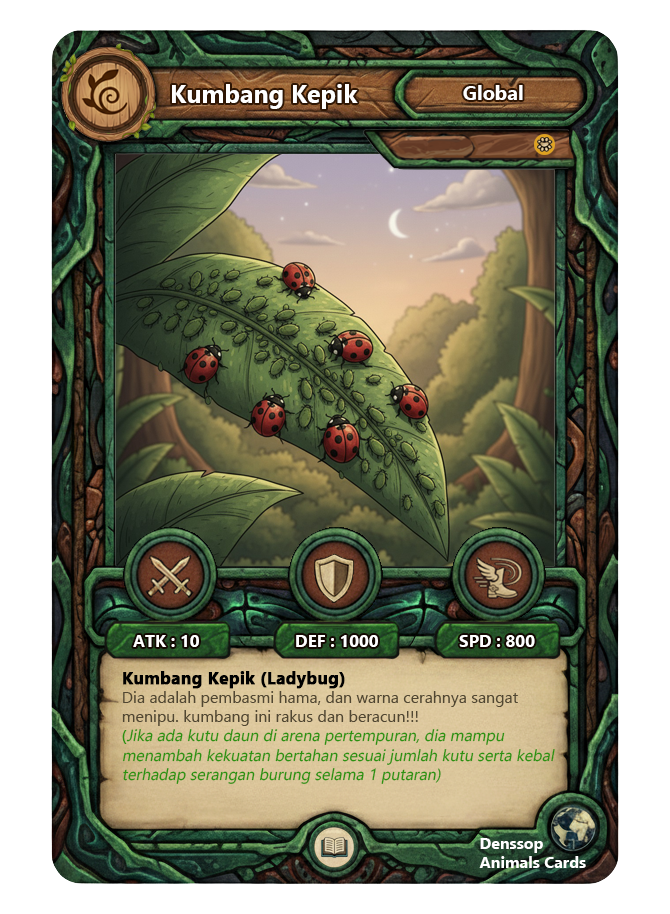 Kumbang Kepik
Global
ATK : 10
DEF : 1000
SPD : 800
Kumbang Kepik (Ladybug)
Dia adalah pembasmi hama, dan warna cerahnya sangat
menipu. kumbang ini rakus dan beracun!!!
(Jika ada kutu daun di arena pertempuran, dia mampu
menambah kekuatan bertahan sesuai jumlah kutu serta kebal
terhadap serangan burung selama 1 putaran)
Denssop
Animals Cards